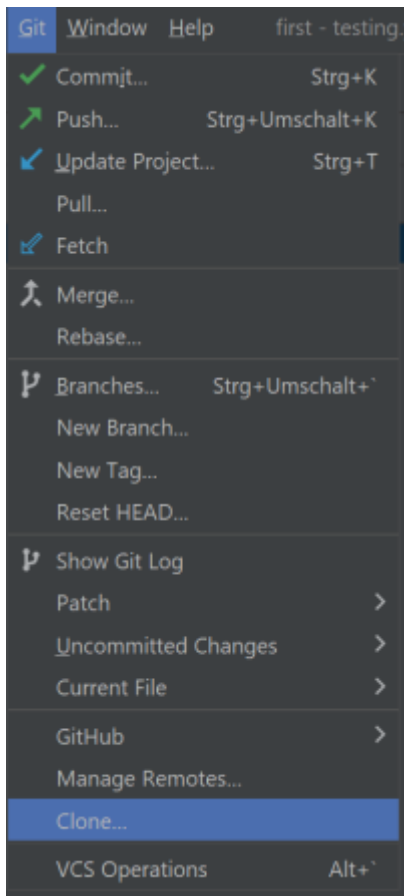 Git Window Help first - testing.
Commit... Strg+K
Push... Strg+Umschalt+K
Update Project... Strg+T
Pull...
Fetch
Merge...
Rebase...
Branches... Strg+Umschalt+`
New Branch...
New Tag...
Reset HEAD...
Show Git Log
Patch
Uncommitted Changes
Current File
GitHub
Manage Remotes...
Clone...
VCS Operations Alt+`